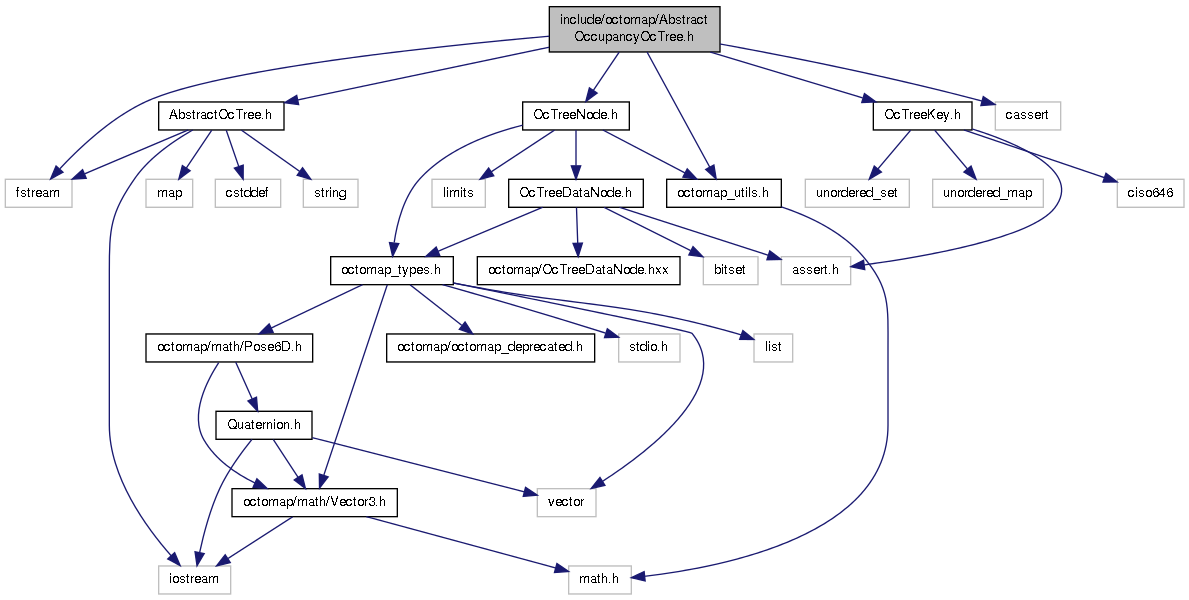 include/octomap/Abstract
OccupancyOcTree.h
AbstractOcTree.h
OcTreeNode.h
OcTreeKey.h
cassert
fstream
map
cstddef
string
limits
OcTreeDataNode.h
octomap_utils.h
unordered_set
unordered_map
ciso646
octomap_types.h
octomap/OcTreeDataNode.hxx
bitset
assert.h
octomap/math/Pose6D.h
octomap/octomap_deprecated.h
stdio.h
list
Quaternion.h
octomap/math/Vector3.h
vector
iostream
math.h